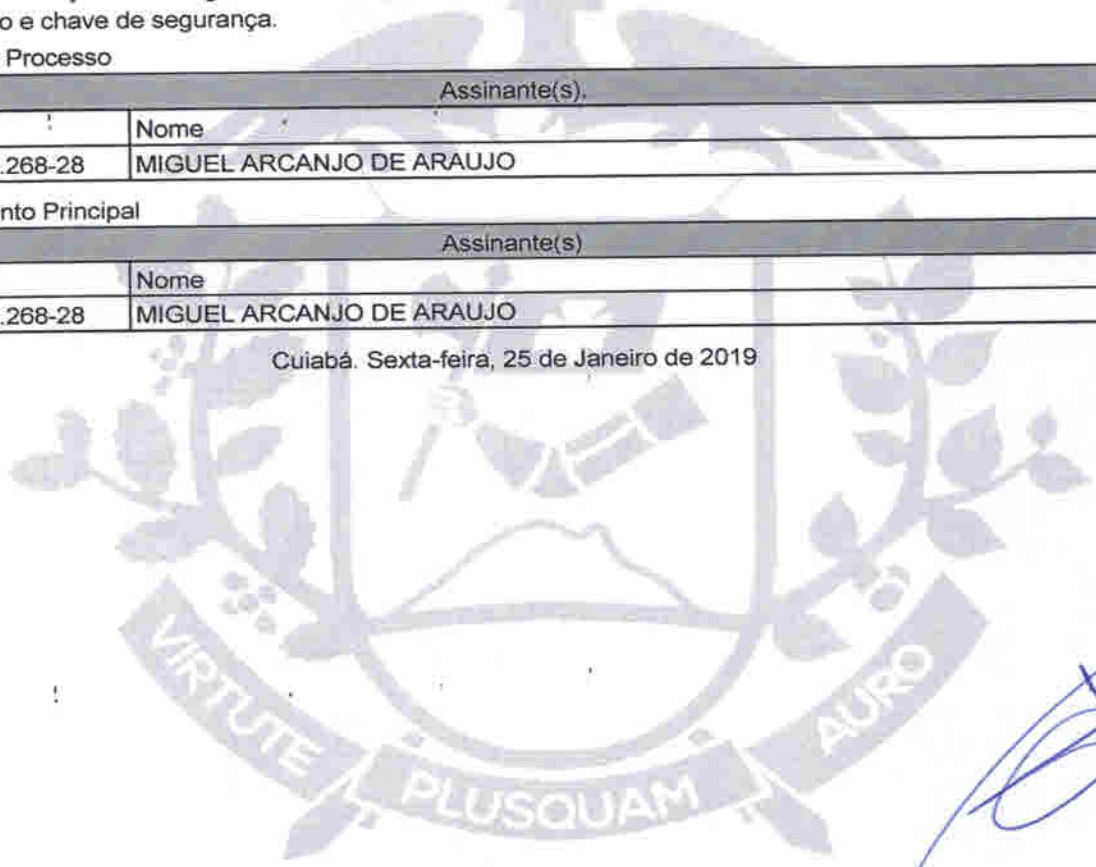 o e chave de segurança.
Processo
Assinante(s).
Nome
.268-28 MIGUEL ARCANJO DE ARAUJO
nto Principal
Assinante(s)
Nome
.268-28 MIGUEL ARCANJO DE ARAUJO
Cuiabá. Sexta-feira, 25 de Janeiro de 2019
VIRTUTE PLUSQUAM AURO